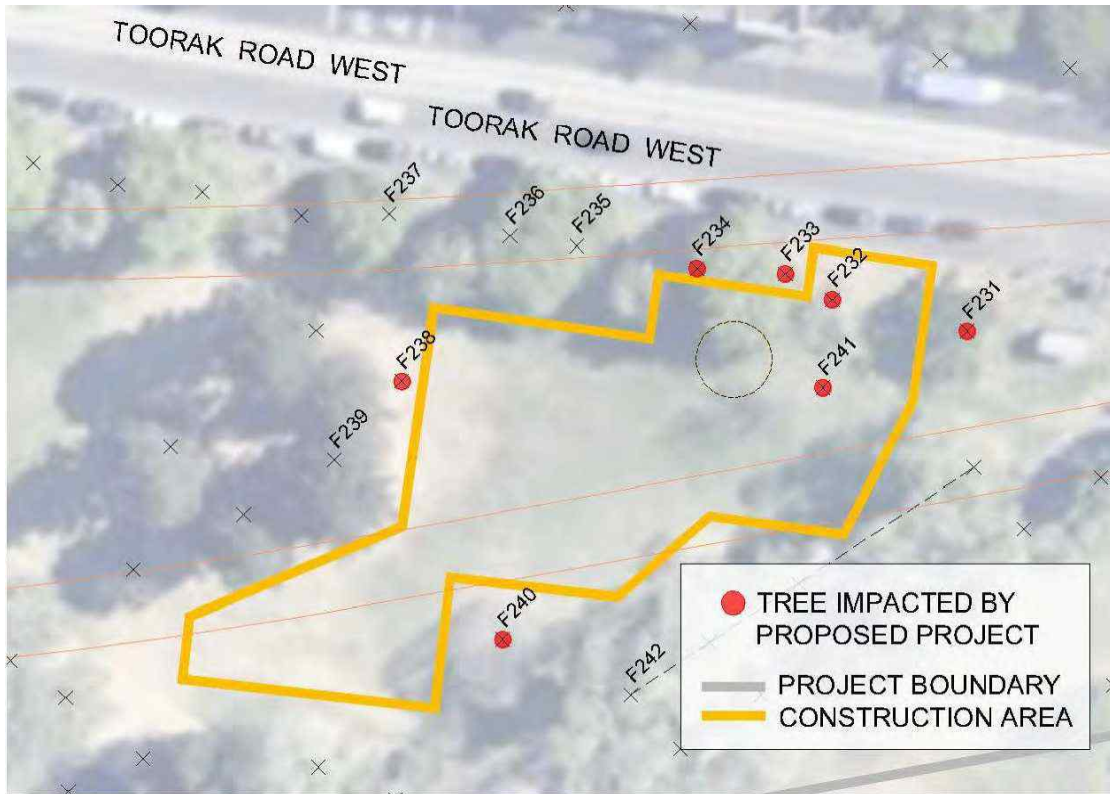 TOORAK ROAD WEST
TOORAK ROAD WEST
F237
F236
F235
F234
F233
F232
F231
F238
F241
F239
F240
F242
TREE IMPACTED BY
PROPOSED PROJECT
PROJECT BOUNDARY
CONSTRUCTION AREA